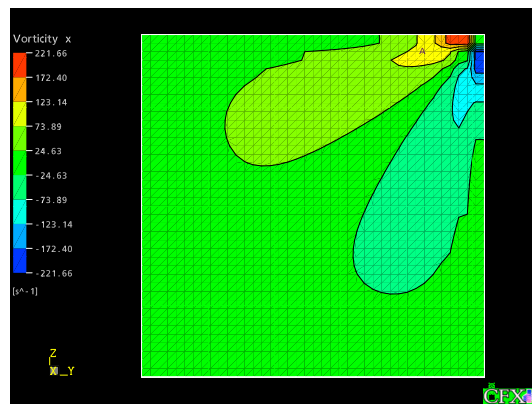 Vorticity x
221.66
172.40
123.14
73.89
24.63
-24.63
-73.89
-123.14
-172.40
-221.66
[s^-1]
A
Z
X Y
CFX